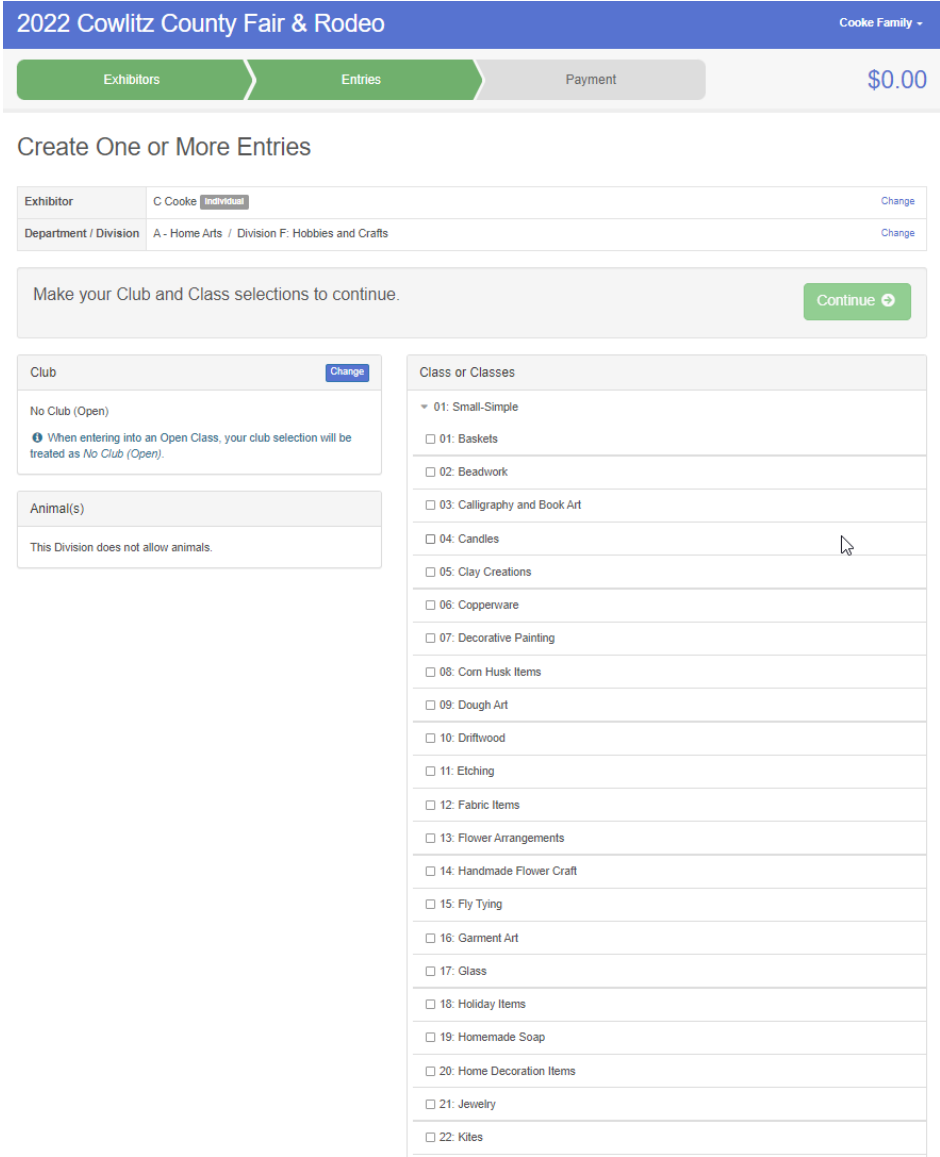 2022 Cowlitz County Fair & Rodeo
Cooke Family
Exhibitors
Entries
Payment
$0.00
Create One or More Entries
Exhibitor
C Cooke Individual
Change
Department / Division
A - Home Arts / Division F: Hobbies and Crafts
Change
Make your Club and Class selections to continue.
Continue
Club
Change
No Club (Open)
When entering into an Open Class, your club selection will be
treated as No Club (Open).
Animal(s)
This Division does not allow animals.
Class or Classes
01: Small-Simple
01: Baskets
02: Beadwork
03: Calligraphy and Book Art
04: Candles
05: Clay Creations
06: Copperware
07: Decorative Painting
08: Corn Husk Items
09: Dough Art
10: Driftwood
11: Etching
12: Fabric Items
13: Flower Arrangements
14: Handmade Flower Craft
15: Fly Tying
16: Garment Art
17: Glass
18: Holiday Items
19: Homemade Soap
20: Home Decoration Items
21: Jewelry
22: Kites